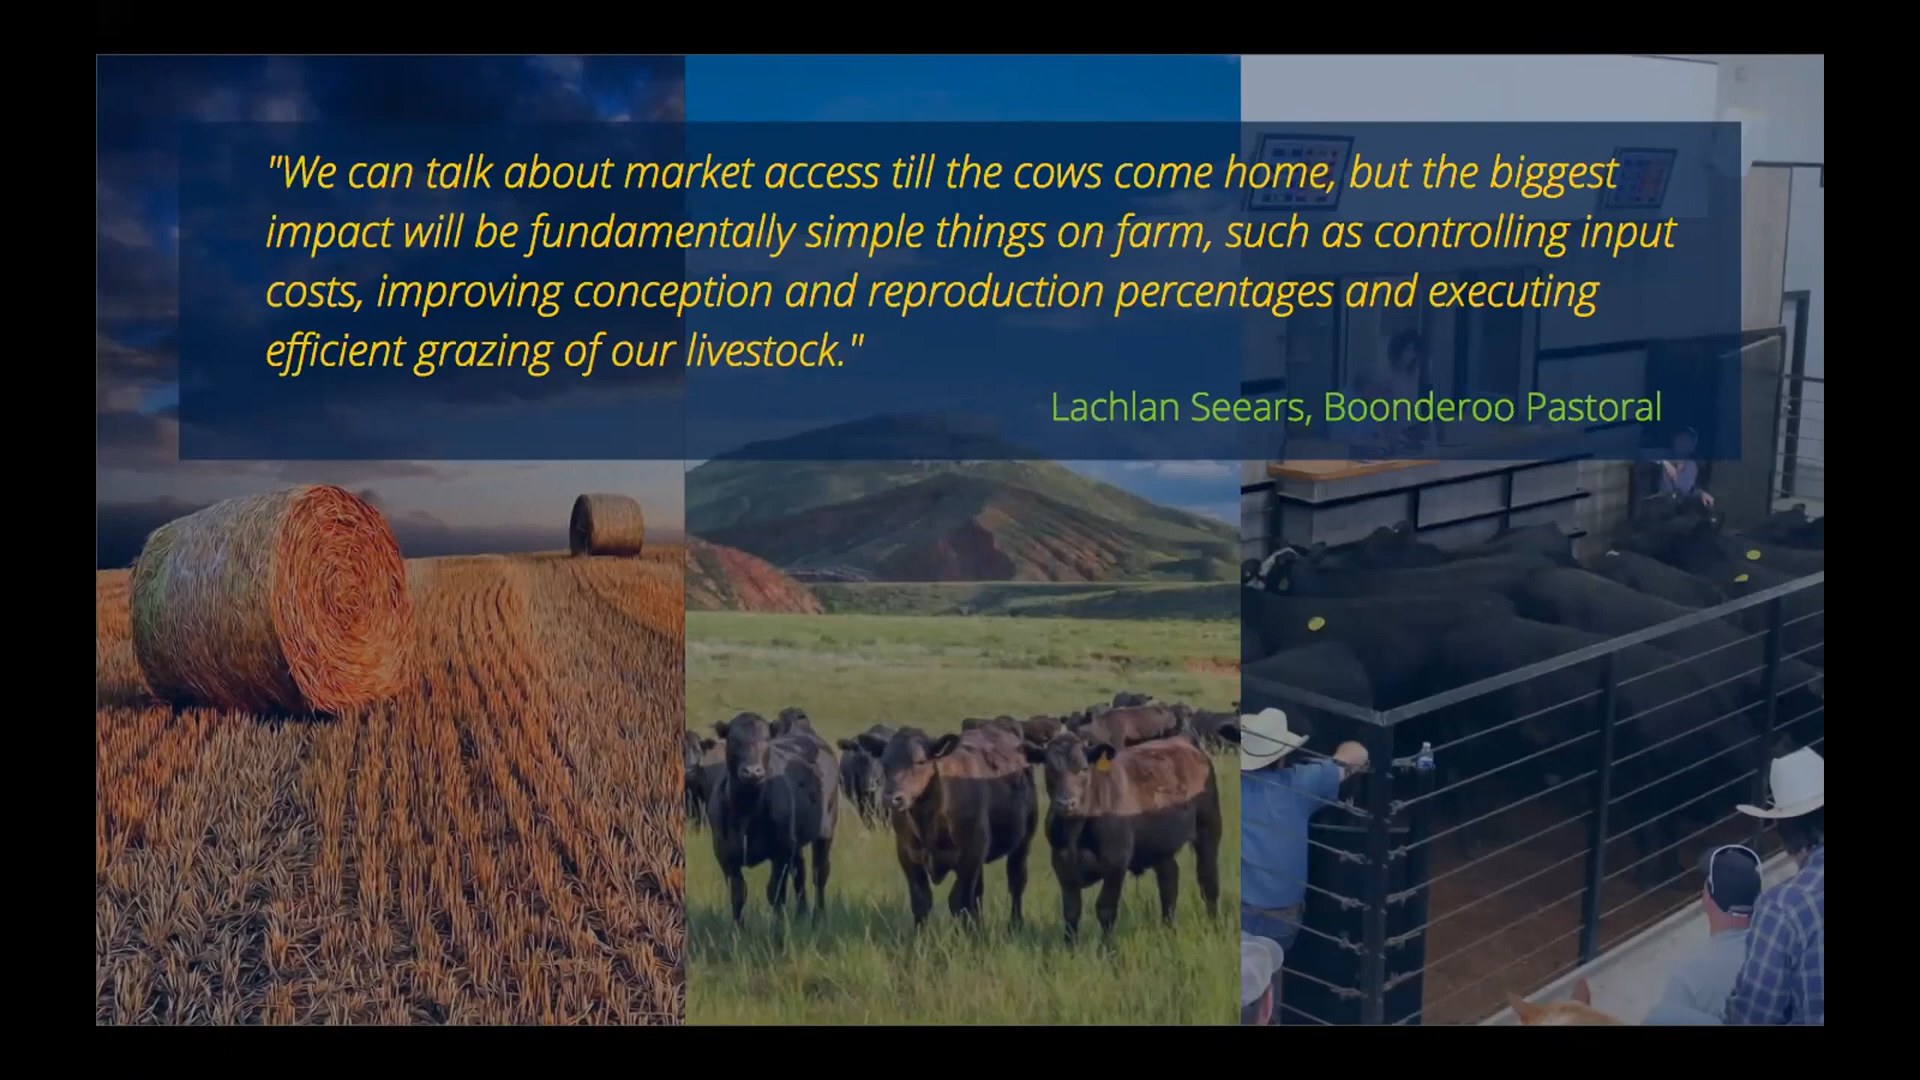 "We can talk about market access till the cows come home, but the biggest
impact will be fundamentally simple things on farm, such as controlling input
costs, improving conception and reproduction percentages and executing
efficient grazing of our livestock."
Lachlan Seears, Boonderoo Pastoral